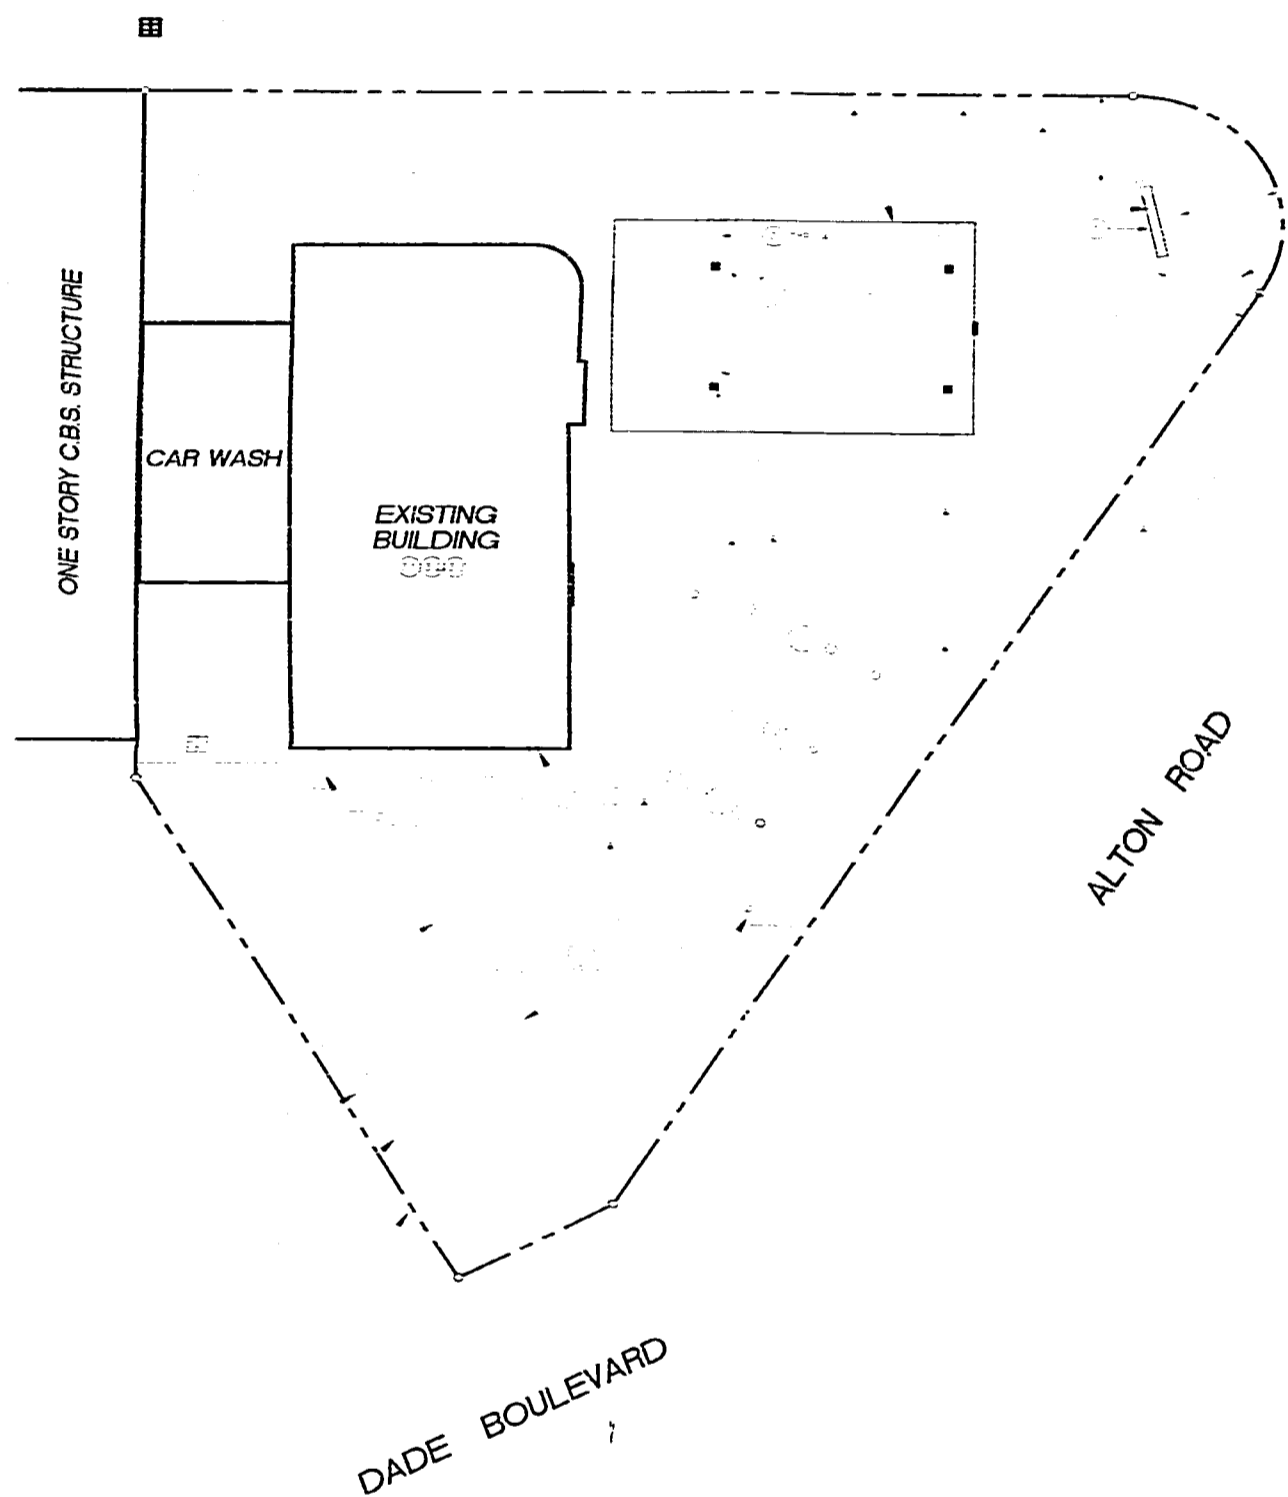 ONE STORY C.B.S. STRUCTURE
CAR WASH
EXISTING
BUILDING
ALTON ROAD
DADE BOULEVARD